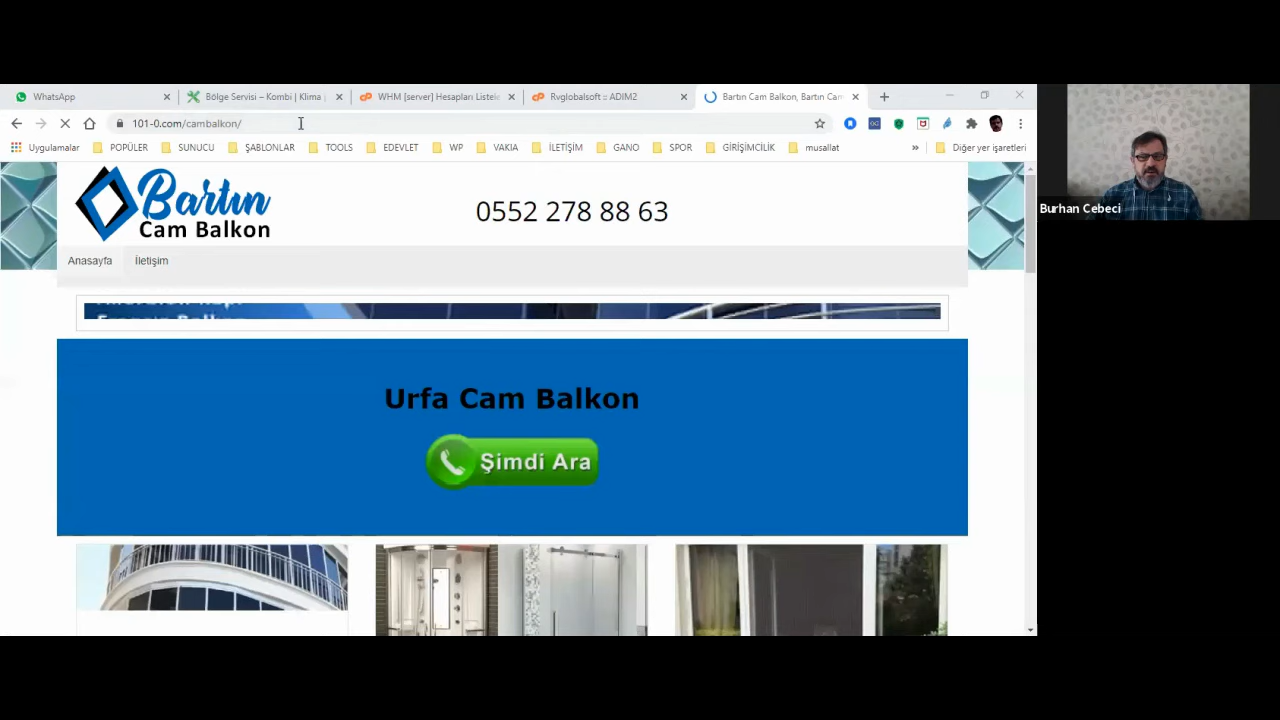 WhatsApp
Bölge Servisi – Kombi | Klima |
WHM [server] Hesapları Listele
Rvglobalsoft :: ADIM2
Bartın Cam Balkon, Bartın Cam
101-0.com/cambalkon/
Uygulamalar POPÜLER SUNUCU ŞABLONLAR TOOLS EDEVLET WP VAKIA İLETİŞİM GANO SPOR GİRİŞİMCİLİK musallat » Diğer yer işaretleri
Bartın
Cam Balkon
0552 278 88 63
Anasayfa İletişim
Urfa Cam Balkon
Şimdi Ara
Burhan Cebeci